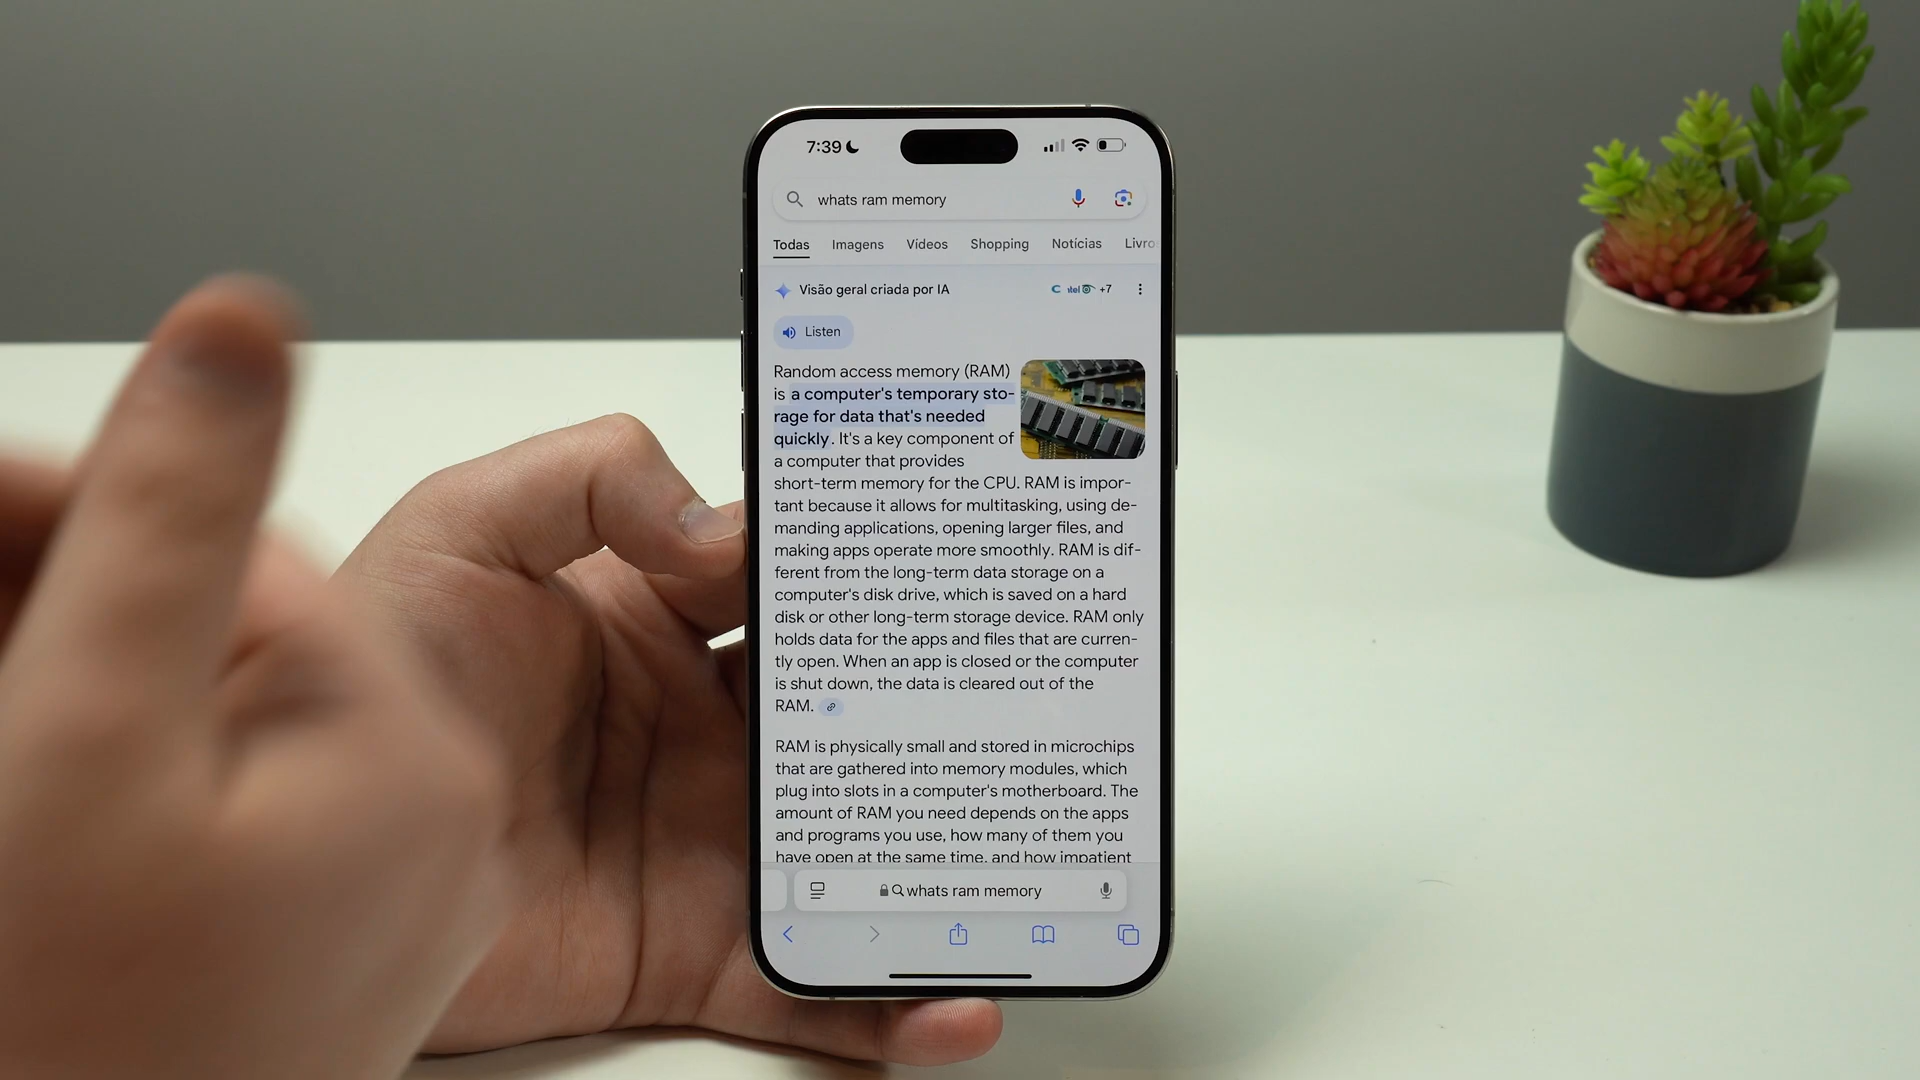 7:39
whats ram memory
Todas Imagens Vídeos Shopping Notícias Livro
Visão geral criada por IA +7
Listen
Random access memory (RAM)
is a computer's temporary sto-
rage for data that's needed
quickly. It's a key component of
a computer that provides
short-term memory for the CPU. RAM is impor-
tant because it allows for multitasking, using de-
manding applications, opening larger files, and
making apps operate more smoothly. RAM is dif-
ferent from the long-term data storage on a
computer's disk drive, which is saved on a hard
disk or other long-term storage device. RAM only
holds data for the apps and files that are curren-
tly open. When an app is closed or the computer
is shut down, the data is cleared out of the
RAM.
RAM is physically small and stored in microchips
that are gathered into memory modules, which
plug into slots in a computer's motherboard. The
amount of RAM you need depends on the apps
and programs you use, how many of them you
have open at the same time, and how impatient
whats ram memory